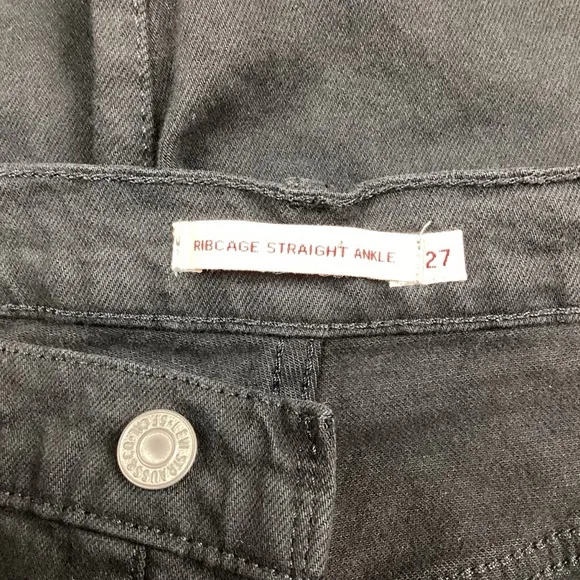 RIBCAGE STRAIGHT ANKLE
27
LEVI STRAUSS & CO